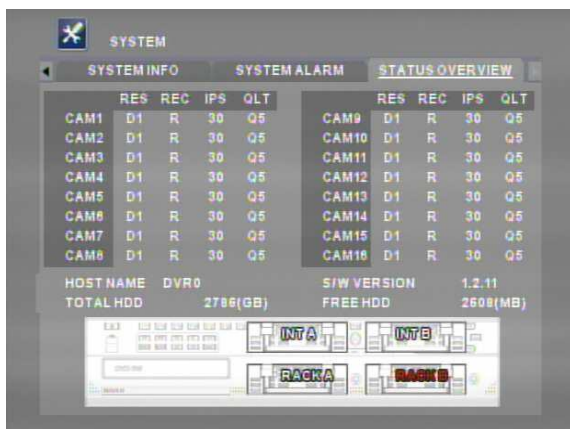 SYSTEM
SYSTEM INFO SYSTEM ALARM STATUS OVERVIEW
RES REC IPS QLT RES REC IPS QLT
CAM1 D1 R 30 Q5 CAM9 D1 R 30 Q5
CAM2 D1 R 30 Q5 CAM10 D1 R 30 Q5
CAM3 D1 R 30 Q5 CAM11 D1 R 30 Q5
CAM4 D1 R 30 Q5 CAM12 D1 R 30 Q5
CAM5 D1 R 30 Q5 CAM13 D1 R 30 Q5
CAM6 D1 R 30 Q5 CAM14 D1 R 30 Q5
CAM7 D1 R 30 Q5 CAM15 D1 R 30 Q5
CAM8 D1 R 30 Q5 CAM16 D1 R 30 Q5
HOST NAME DVR0 S/W VERSION 1.2.11
TOTAL HDD 2786(GB) FREE HDD 2608(MB)
INT A INT B
RACK A RACK B